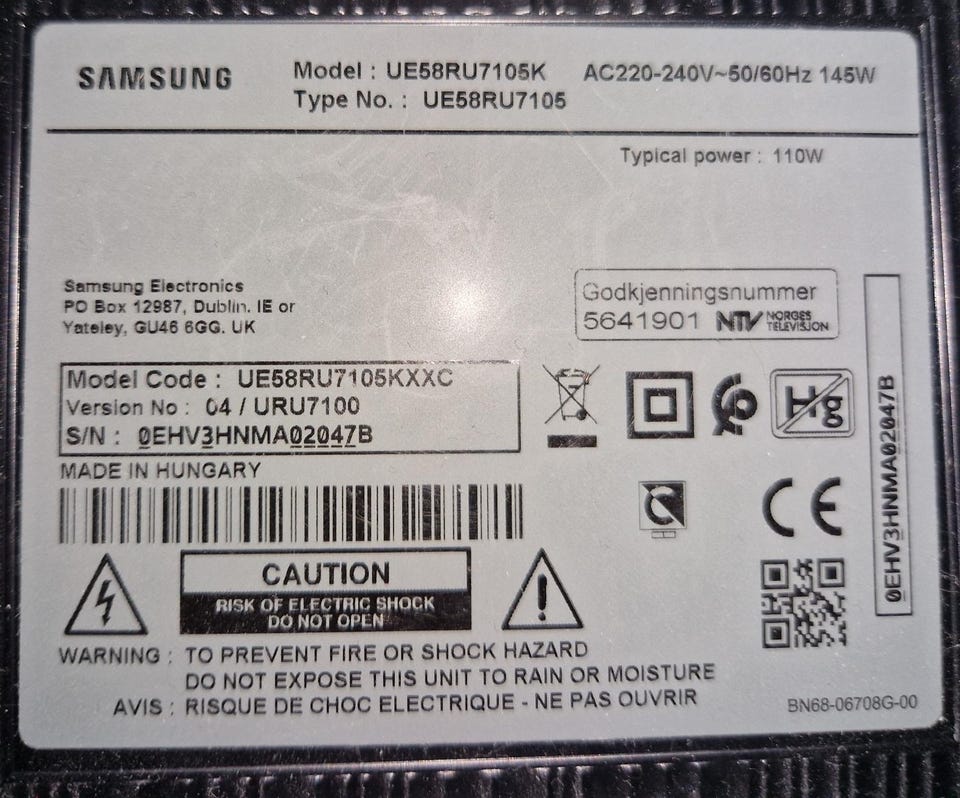 SAMSUNG
Model : UE58RU7105K AC220-240V~50/60Hz 145W
Type No. : UE58RU7105
Typical power : 110W
Samsung Electronics
PO Box 12987, Dublin. IE or
Yateley, GU46 6GG. UK
Godkjenningsnummer
5641901 NTV NORGES TELEVISJON
Model Code : UE58RU7105KXXC
Version No : 04 / URU7100
S/N : 0EHV3HNMA02047B
MADE IN HUNGARY
Hg
CE
0EHV3HNMA02047B
CAUTION
RISK OF ELECTRIC SHOCK
DO NOT OPEN
WARNING : TO PREVENT FIRE OR SHOCK HAZARD
DO NOT EXPOSE THIS UNIT TO RAIN OR MOISTURE
AVIS : RISQUE DE CHOC ELECTRIQUE - NE PAS OUVRIR
BN68-06708G-00